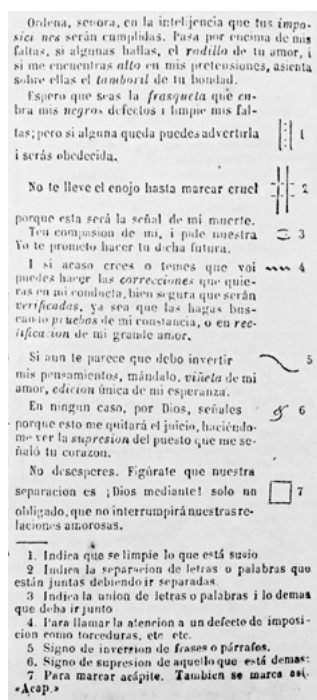 Ordena, senora, en la intelijencia que tus impo-
sici nes serán cumplidas. Pasa por encima de mis
faltas, si algunas hallas, el rodillo de tu amor, i
si me encuentras alto en mis pretensiones, asienta
sobre ellas el tamboril de tu bondad.
Espero que seas la frasqueta que cu-
bra mis negros defectos i limpie mis fal-
tas; pero si alguna queda puedes advertirla
i serás obedecida.
1
No te lleve el enojo hasta marcar cruel
2
porque esta será la señal de mi muerte.
Ten compasion de mi, i pide nuestra
3
Yo te prometo hacer tu dicha futura.
I si acaso crees o temes que voi
4
puedes hacer las correcciones que quie-
ras en mi conducta, bien segura que serán
verificadas, ya sea que las hagas bus-
cando pruebas de mi constancia, o en rec-
tificacion de mi grande amor.
Si aun te parece que debo invertir
5
mis pensamientos, mándalo, viñeta de mi
amor, edicion única de mi esperanza.
En ningun caso, por Dios, señales
6
porque esto me quitará el juicio, haciéndo-
me ver la supresion del puesto que me se-
ñaló tu corazon.
No desesperes. Figúrate que nuestra
separacion es ¡Dios mediante! solo un
7
obligado, que no interrumpirá nuestras re-
laciones amorosas.
1. Indica que se limpie lo que está sucio
2 Indica la separacion de letras o palabras que
están juntas debiendo ir separadas.
3 Indica la union de letras o palabras i lo demas
que deba ir junto
4. Para llamar la atencion a un defecto de imposi-
cion como torceduras, etc etc.
5 Signo de inversion de frases o párrafos.
6. Signo de supresion de aquello que está demas:
7. Para marcar acápite. Tambien se marca así.
«Acap.»